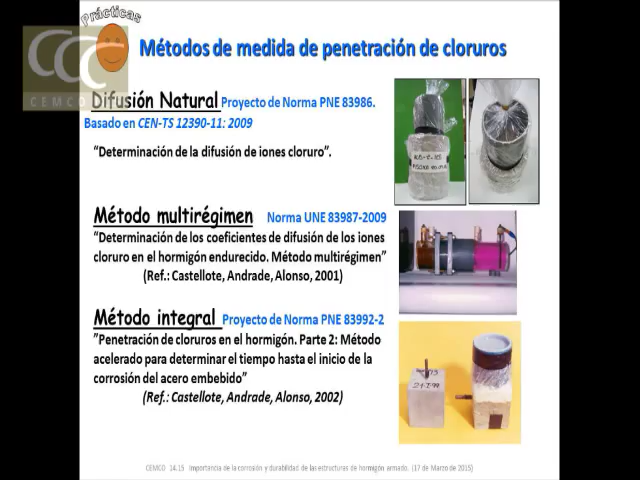 Prácticas
CCC
CEMCO
Métodos de medida de penetración de cloruros
Difusión Natural Proyecto de Norma PNE 83986.
Basado en CEN-TS 12390-11: 2009
“Determinación de la difusión de iones cloruro”.
Método multirégimen Norma UNE 83987-2009
“Determinación de los coeficientes de difusión de los iones
cloruro en el hormigón endurecido. Método multirégimen”
(Ref.: Castellote, Andrade, Alonso, 2001)
Método integral Proyecto de Norma PNE 83992-2
”Penetración de cloruros en el hormigón. Parte 2: Método
acelerado para determinar el tiempo hasta el inicio de la
corrosión del acero embebido”
(Ref.: Castellote, Andrade, Alonso, 2002)
CEMCO 14.15 Importancia de la corrosión y durabilidad de las estructuras de hormigón armado. (17 de Marzo de 2015)